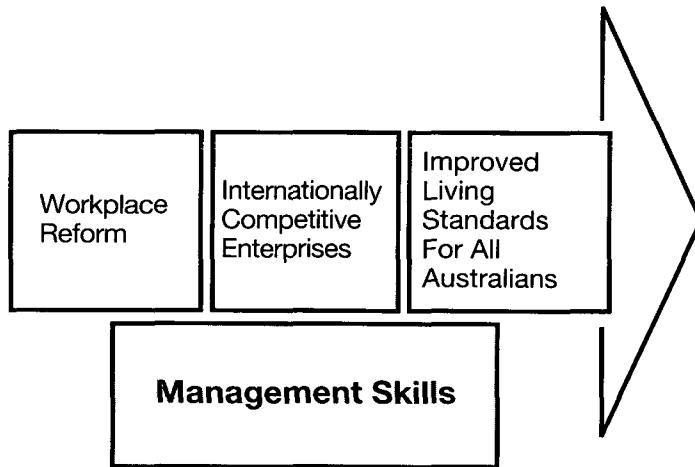 Workplace
Reform
Internationally
Competitive
Enterprises
Improved
Living
Standards
For All
Australians
Management Skills